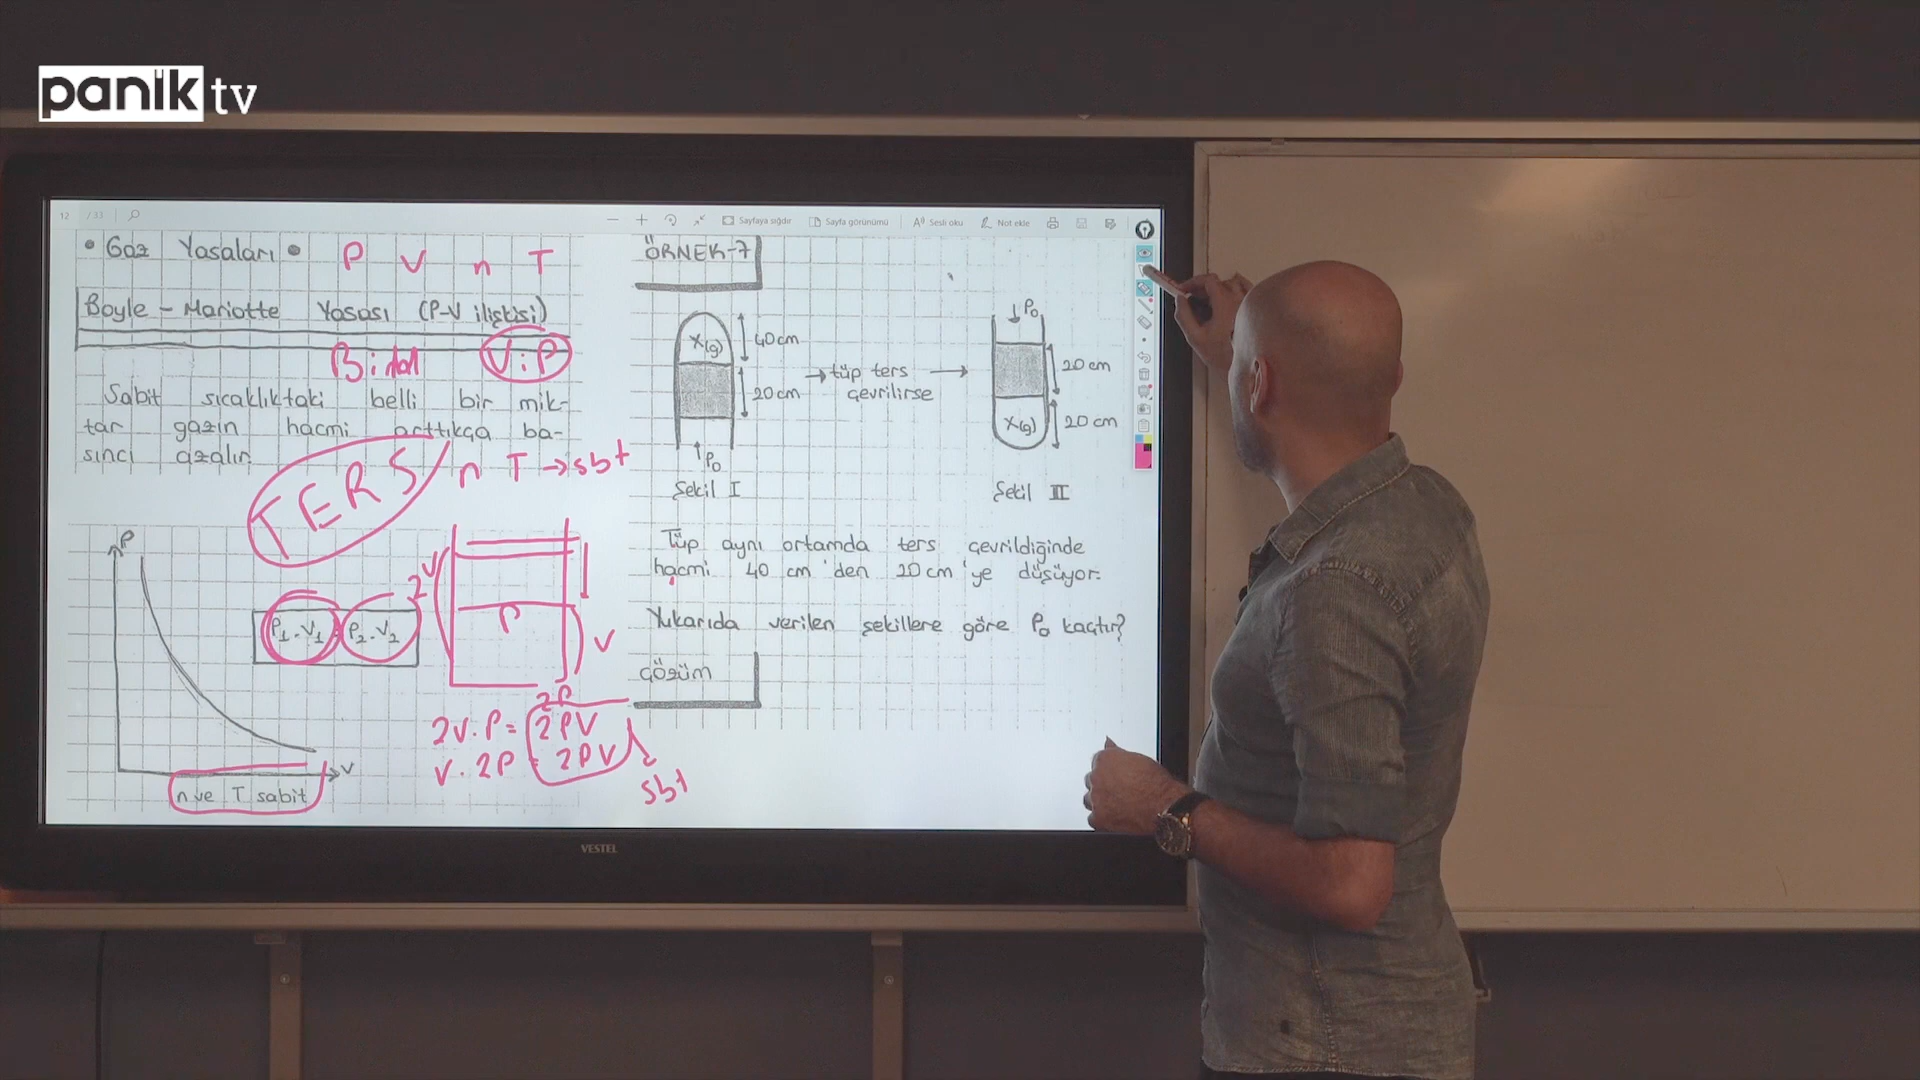 panik tv
12 / 33
Sayfaya sığdır
Sayfa görünümü
Sesli oku
Not ekle
• Gaz Yasaları •
P V n T
Boyle - Mariotte Yasası (P-V ilişkisi)
V : P
Sabit sıcaklıktaki belli bir mik-
tar gazın hacmi arttıkça ba-
sıncı azalır
TERS
n T → sbt
P
P1.V1 = P2.V2
2V
P
V
2P
2V.P = 2PV
V.2P = 2PV
sbt
V
n ve T sabit
ÖRNEK-7
X(g)
40 cm
20 cm
P0
Şekil I
→ tüp ters →
çevrilirse
P0
20 cm
X(g)
20 cm
Şekil II
Tüp aynı ortamda ters çevrildiğinde
hacmi 40 cm 'den 20 cm 'ye düşüyor.
Yukarıda verilen şekillere göre P0 kaçtır?
Çözüm
VESTEL